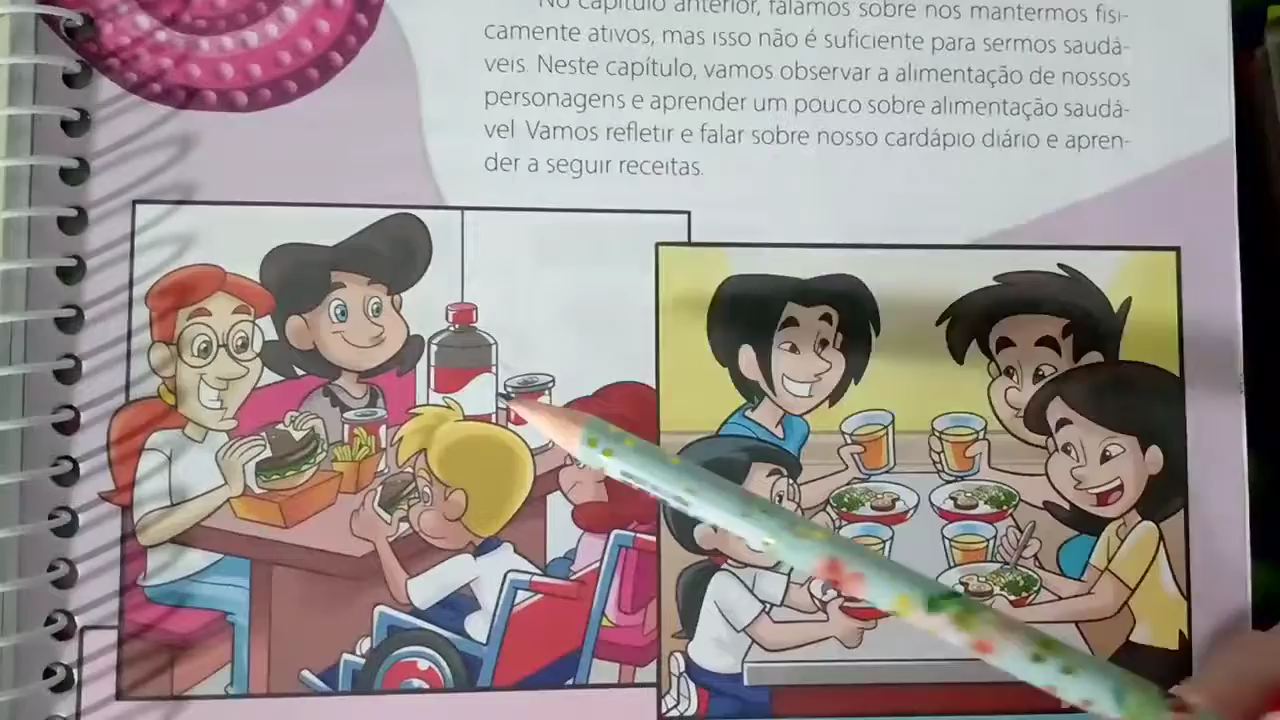 No capítulo anterior, falamos sobre nos mantermos fisi-
camente ativos, mas isso não é suficiente para sermos saudá-
veis. Neste capítulo, vamos observar a alimentação de nossos
personagens e aprender um pouco sobre alimentação saudá-
vel. Vamos refletir e falar sobre nosso cardápio diário e apren-
der a seguir receitas.